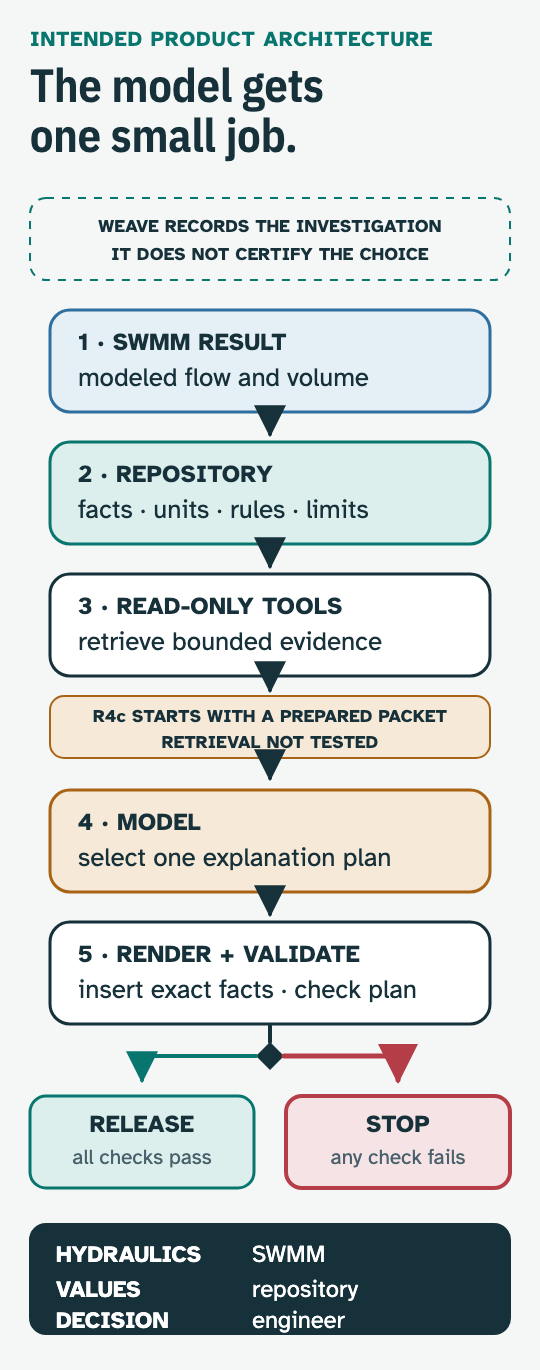 INTENDED PRODUCT ARCHITECTURE
The model gets
one small job.
WEAVE RECORDS THE INVESTIGATION
IT DOES NOT CERTIFY THE CHOICE
1 · SWMM RESULT
modeled flow and volume
2 · REPOSITORY
facts · units · rules · limits
3 · READ-ONLY TOOLS
retrieve bounded evidence
R4c STARTS WITH A PREPARED PACKET
RETRIEVAL NOT TESTED
4 · MODEL
select one explanation plan
5 · RENDER + VALIDATE
insert exact facts · check plan
RELEASE
all checks pass
STOP
any check fails
HYDRAULICS SWMM
VALUES repository
DECISION engineer